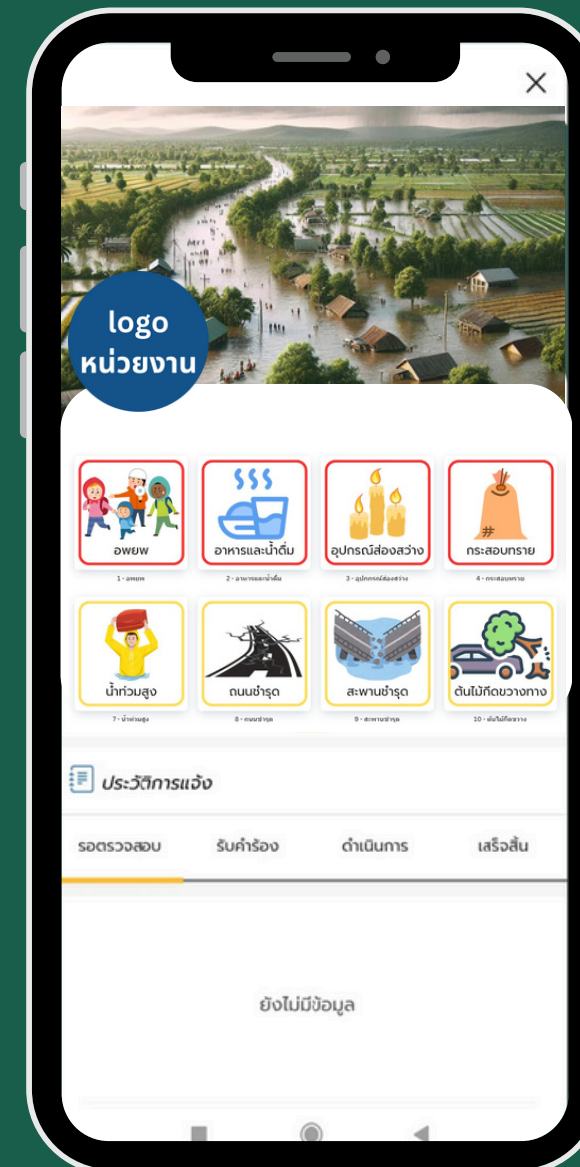 logo
หน่วยงาน
อพยพ
อาหารและน้ำดื่ม
อุปกรณ์ส่องสว่าง
กระสอบทราย
1 - อพยพ
2 - อาหารและน้ำดื่ม
3 - อุปกรณ์ส่องสว่าง
4 - กระสอบทราย
น้ำท่วมสูง
ถนนชำรุด
สะพานชำรุด
ต้นไม้กีดขวางทาง
7 - น้ำท่วมสูง
8 - ถนนชำรุด
9 - สะพานชำรุด
10 - ต้นไม้กีดขวาง
ประวัติการแจ้ง
รอตรวจสอบ
รับคำร้อง
ดำเนินการ
เสร็จสิ้น
ยังไม่มีข้อมูล